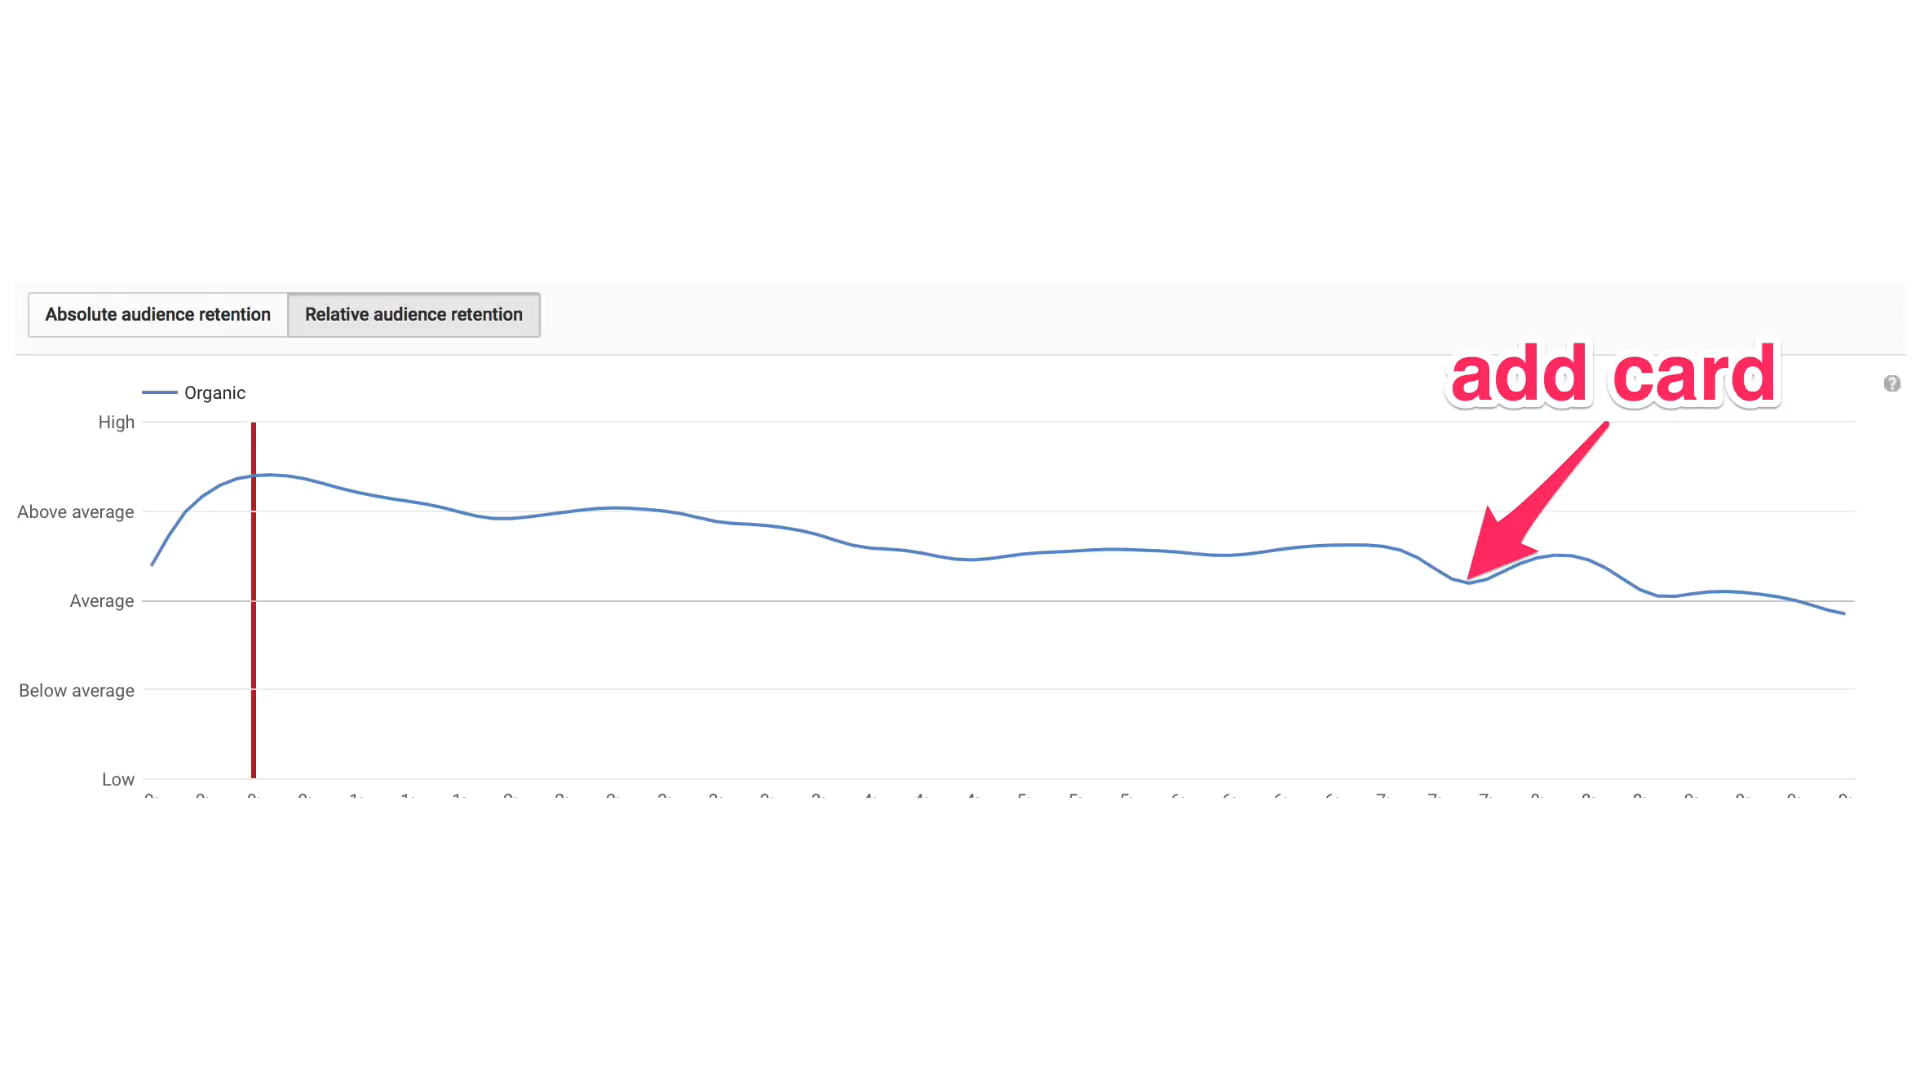 Absolute audience retention Relative audience retention
add card
?
Organic
High
Above average
Average
Below average
Low